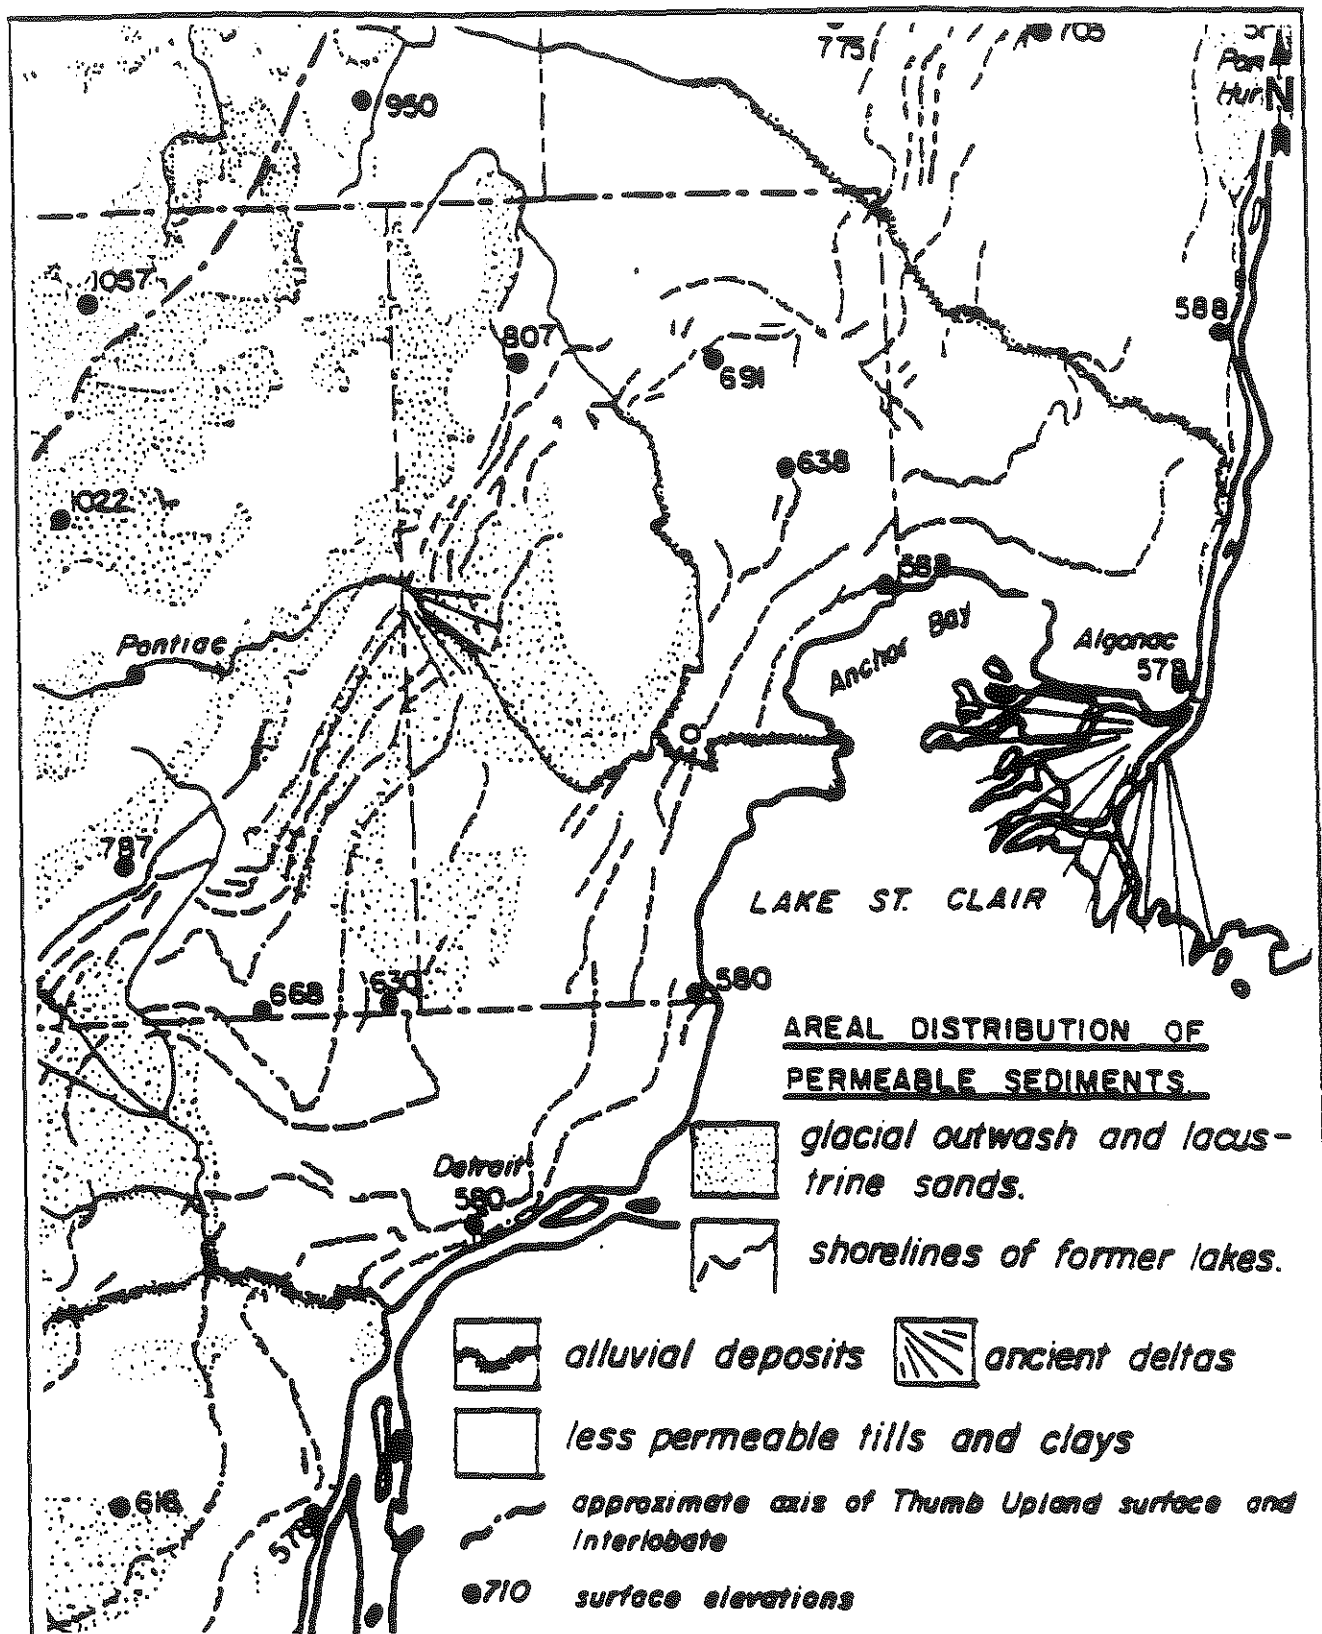 775
705
Hur.
N
950
1057
588
807
691
638
1022
588
Anchor Bay
Pontiac
Algonac
578
787
LAKE ST. CLAIR
668
630
580
AREAL DISTRIBUTION OF
PERMEABLE SEDIMENTS.
glacial outwash and lacus-
trine sands.
Detroit
580
shorelines of former lakes.
alluvial deposits
ancient deltas
less permeable tills and clays
approximate axis of Thumb Upland surface and
Interlobate
616
576
710 surface elevations